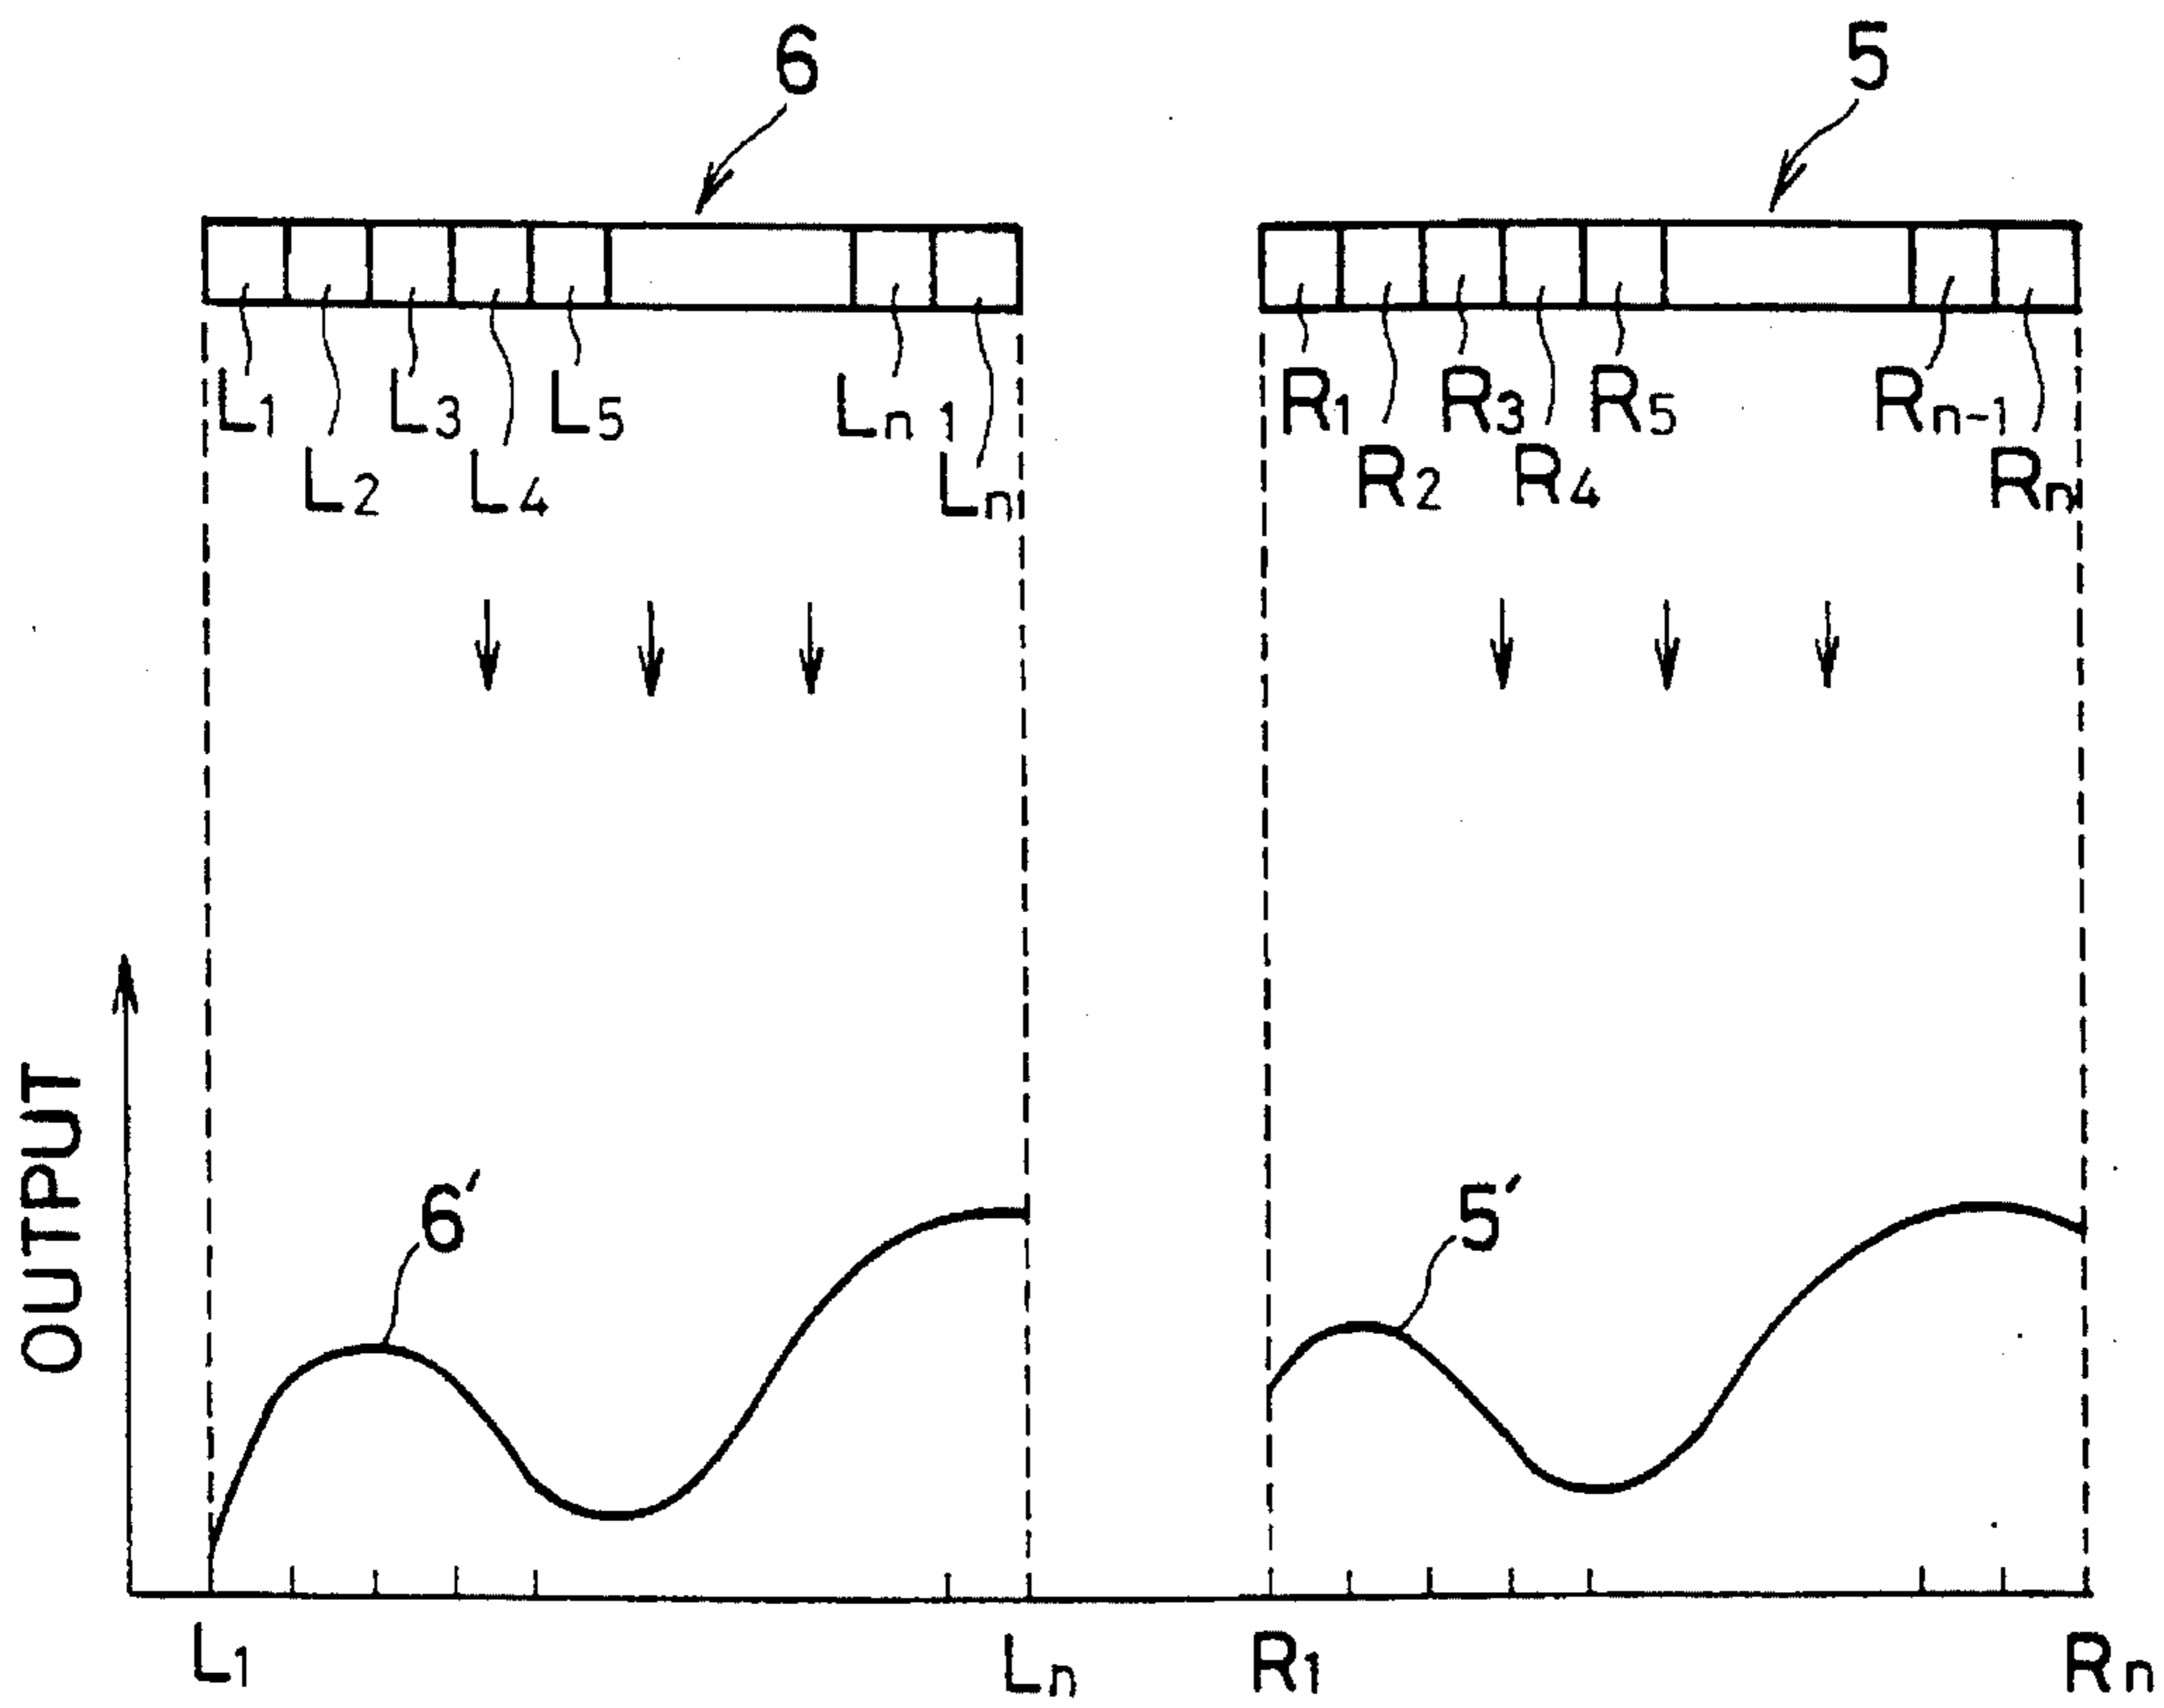 6 5
L1 L3 L5 Ln 1 R1 R3 R5 Rn-1
L2 L4 Ln R2 R4 Rn
OUTPUT
6′ 5′
L1 Ln R1 Rn